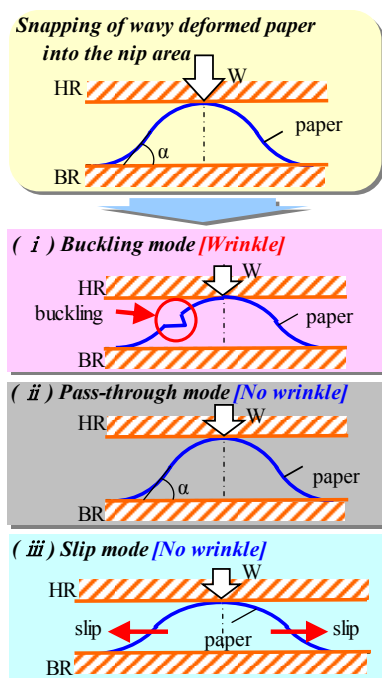 Snapping of wavy deformed paper
into the nip area
W
HR
paper
α
BR
( ⅰ ) Buckling mode [Wrinkle]
W
HR
buckling
paper
BR
( ⅱ ) Pass-through mode [No wrinkle]
HR
W
paper
α
BR
( ⅲ ) Slip mode [No wrinkle]
W
HR
slip
paper
slip
BR